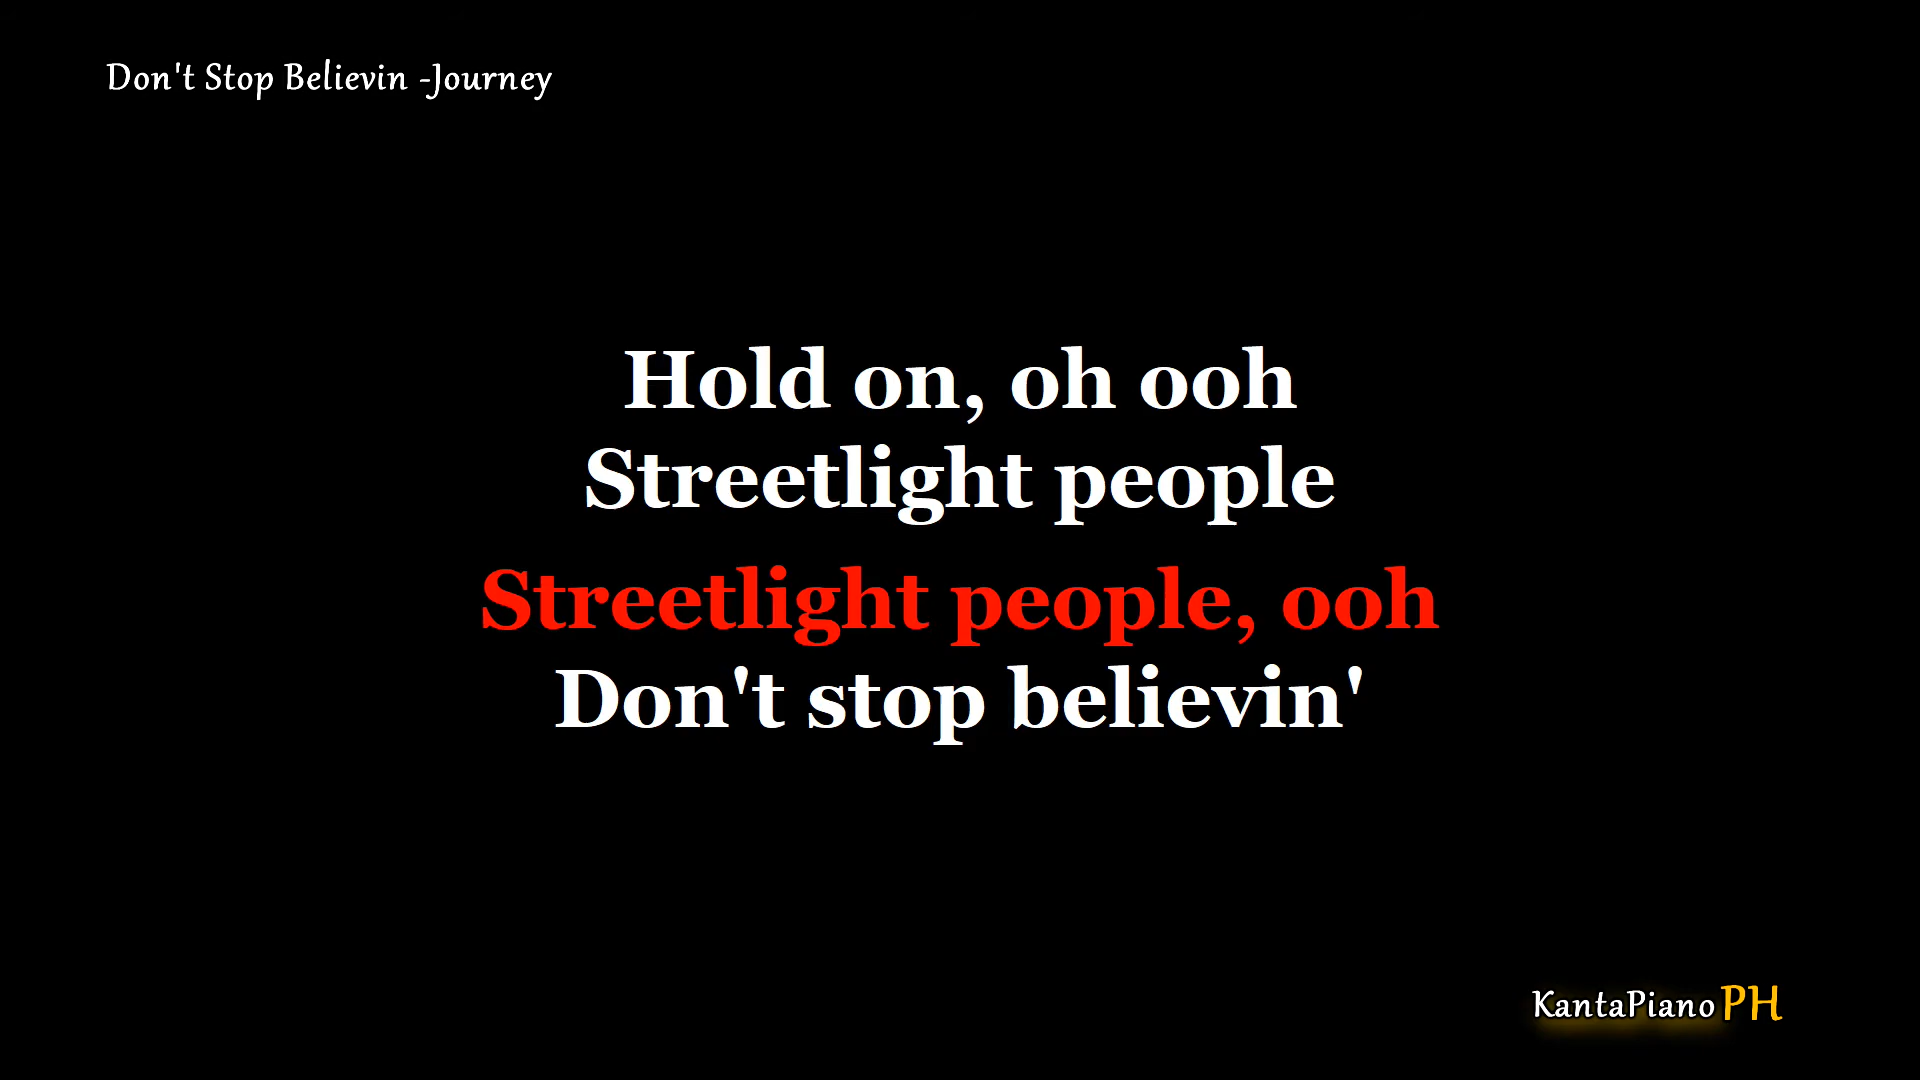 Don't Stop Believin -Journey
Hold on, oh ooh
Streetlight people
Streetlight people, ooh
Don't stop believin'
KantaPiano PH